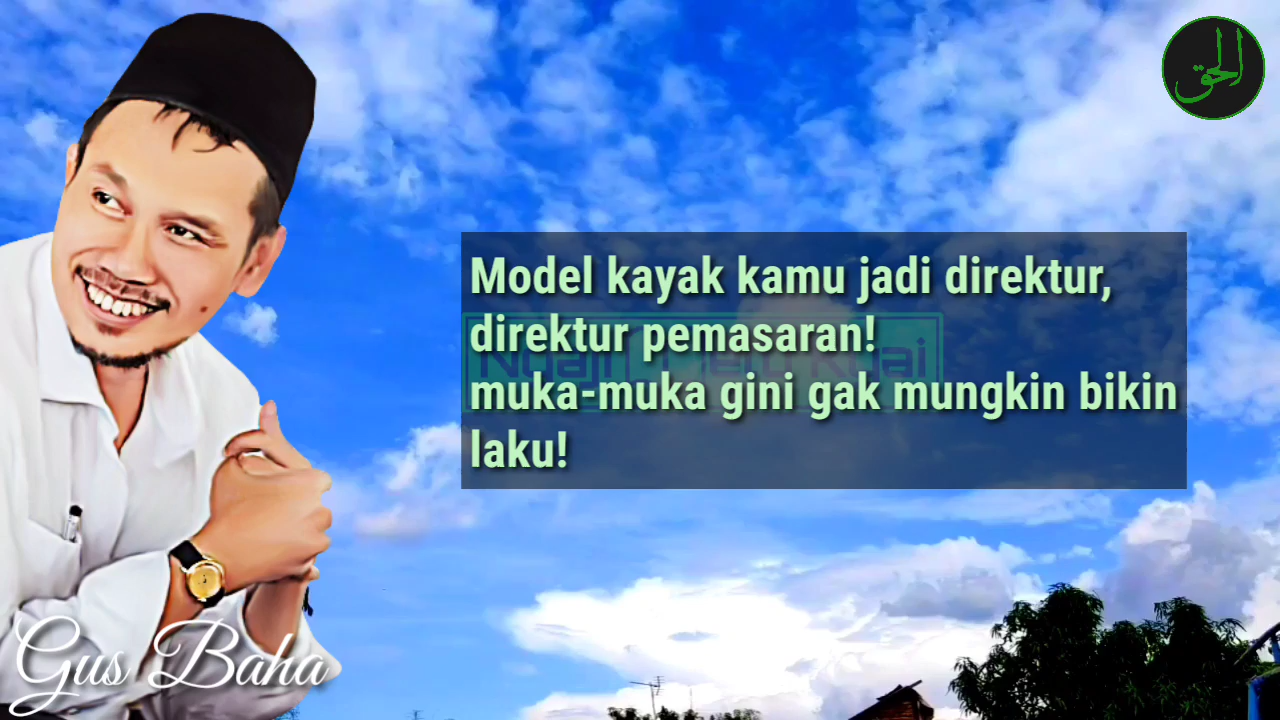 الحق
Model kayak kamu jadi direktur,
direktur pemasaran!
muka-muka gini gak mungkin bikin
laku!
Gus Baha